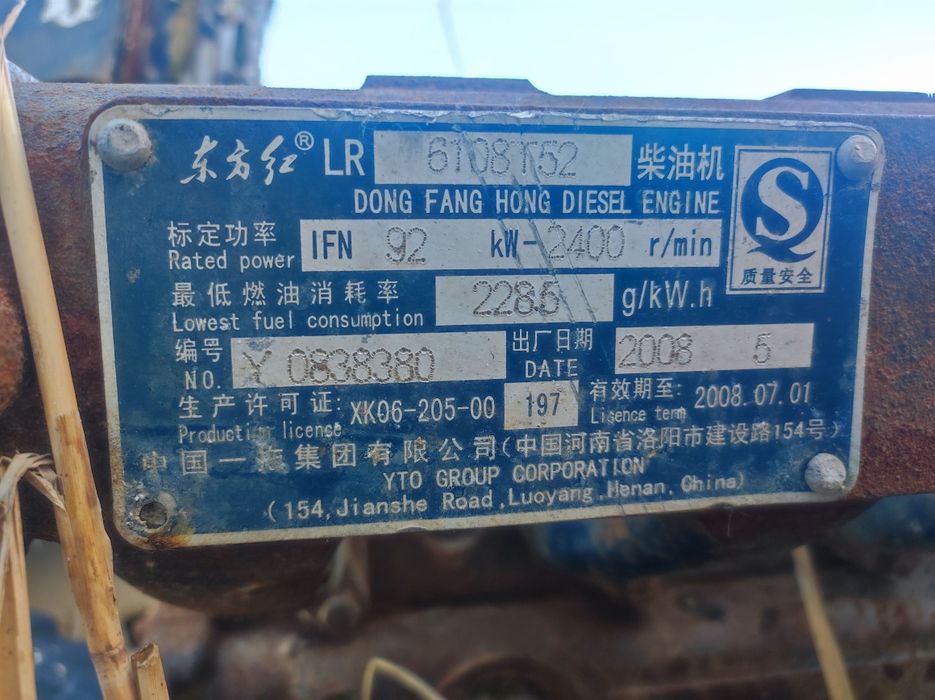 东方红® LR 6108T52 柴油机
DONG FANG HONG DIESEL ENGINE
标定功率 IFN 92 kW-2400 r/min
Rated power
最低燃油消耗率 228.5 g/kW.h
Lowest fuel consumption
质量安全
编号 Y 0838380 出厂日期 2008 5
NO. DATE
生产许可证: XK06-205-00 197 有效期至: 2008.07.01
Production license Lisence term
中国一拖集团有限公司(中国河南省洛阳市建设路154号)
YTO GROUP CORPORATION
(154,Jianshe Road,Luoyang,Henan,China)